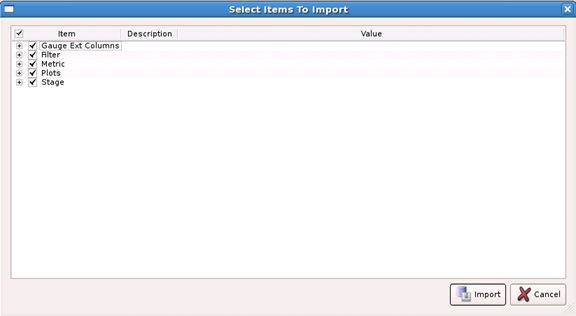 Select Items To Import
Item Description Value
Gauge Ext Columns
Filter
Metric
Plots
Stage
Import Cancel